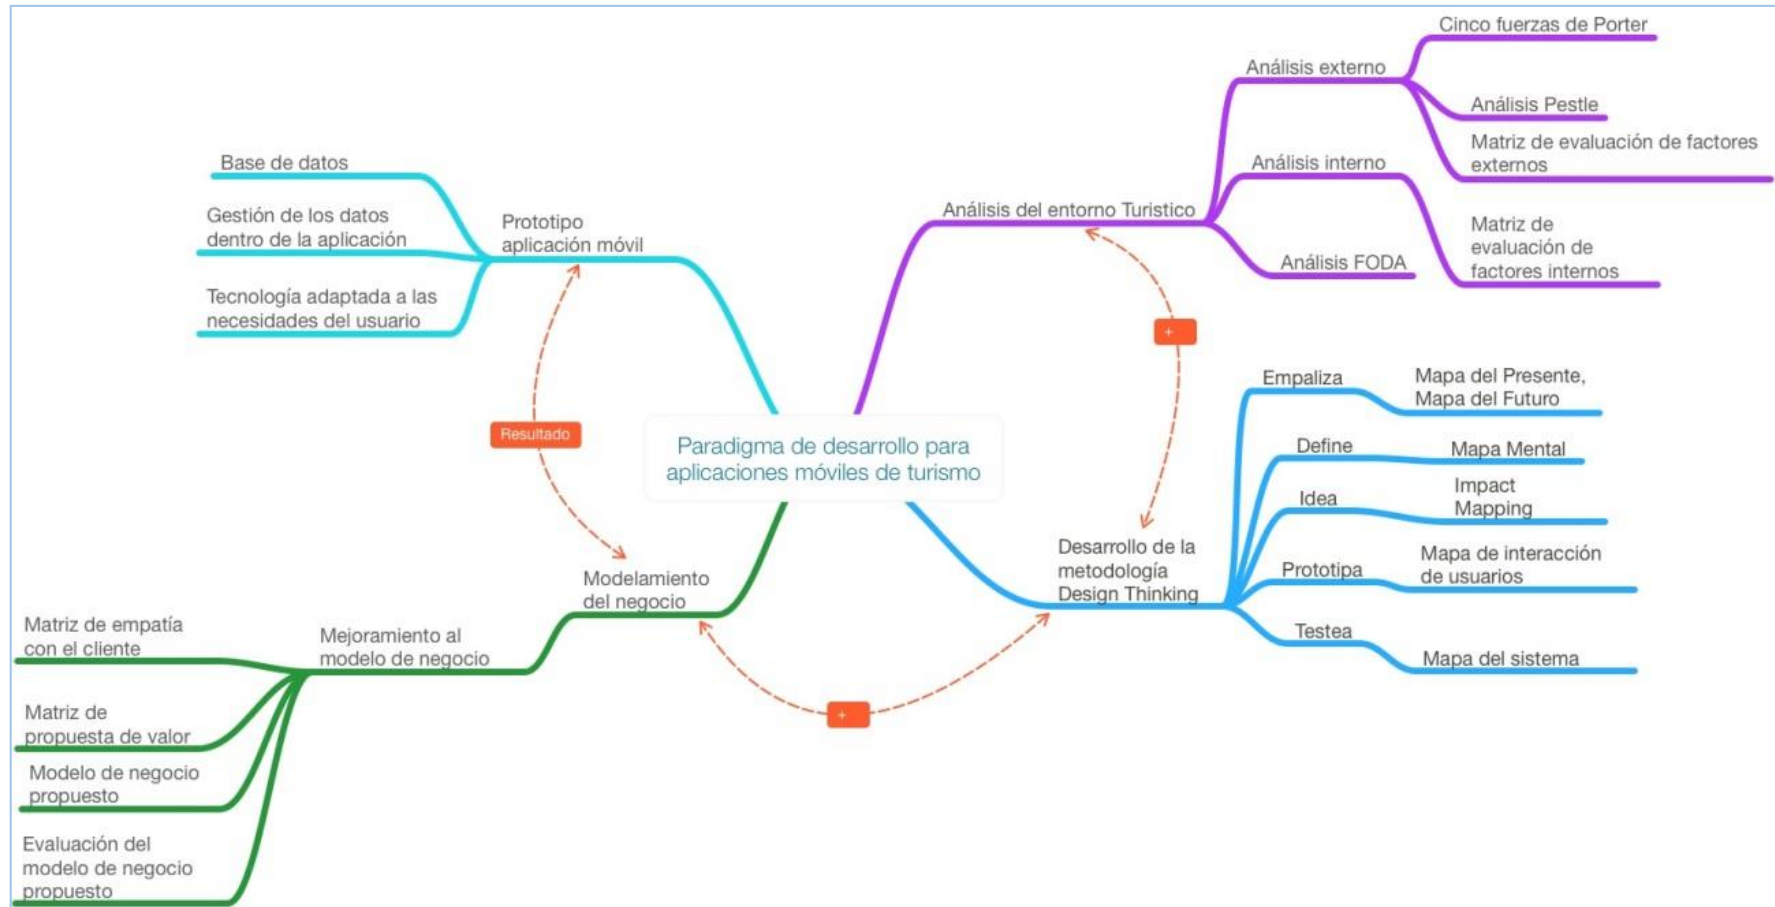 Paradigma de desarrollo para
aplicaciones móviles de turismo
Análisis del entorno Turistico
Análisis externo
Cinco fuerzas de Porter
Análisis Pestle
Matriz de evaluación de factores
externos
Análisis interno
Matriz de
evaluación de
factores internos
Análisis FODA
+
Desarrollo de la
metodología
Design Thinking
Empaliza
Mapa del Presente,
Mapa del Futuro
Define
Mapa Mental
Idea
Impact
Mapping
Prototipa
Mapa de interacción
de usuarios
Testea
Mapa del sistema
+
Modelamiento
del negocio
Mejoramiento al
modelo de negocio
Matriz de empatía
con el cliente
Matriz de
propuesta de valor
Modelo de negocio
propuesto
Evaluación del
modelo de negocio
propuesto
Resultado
Prototipo
aplicación móvil
Base de datos
Gestión de los datos
dentro de la aplicación
Tecnología adaptada a las
necesidades del usuario